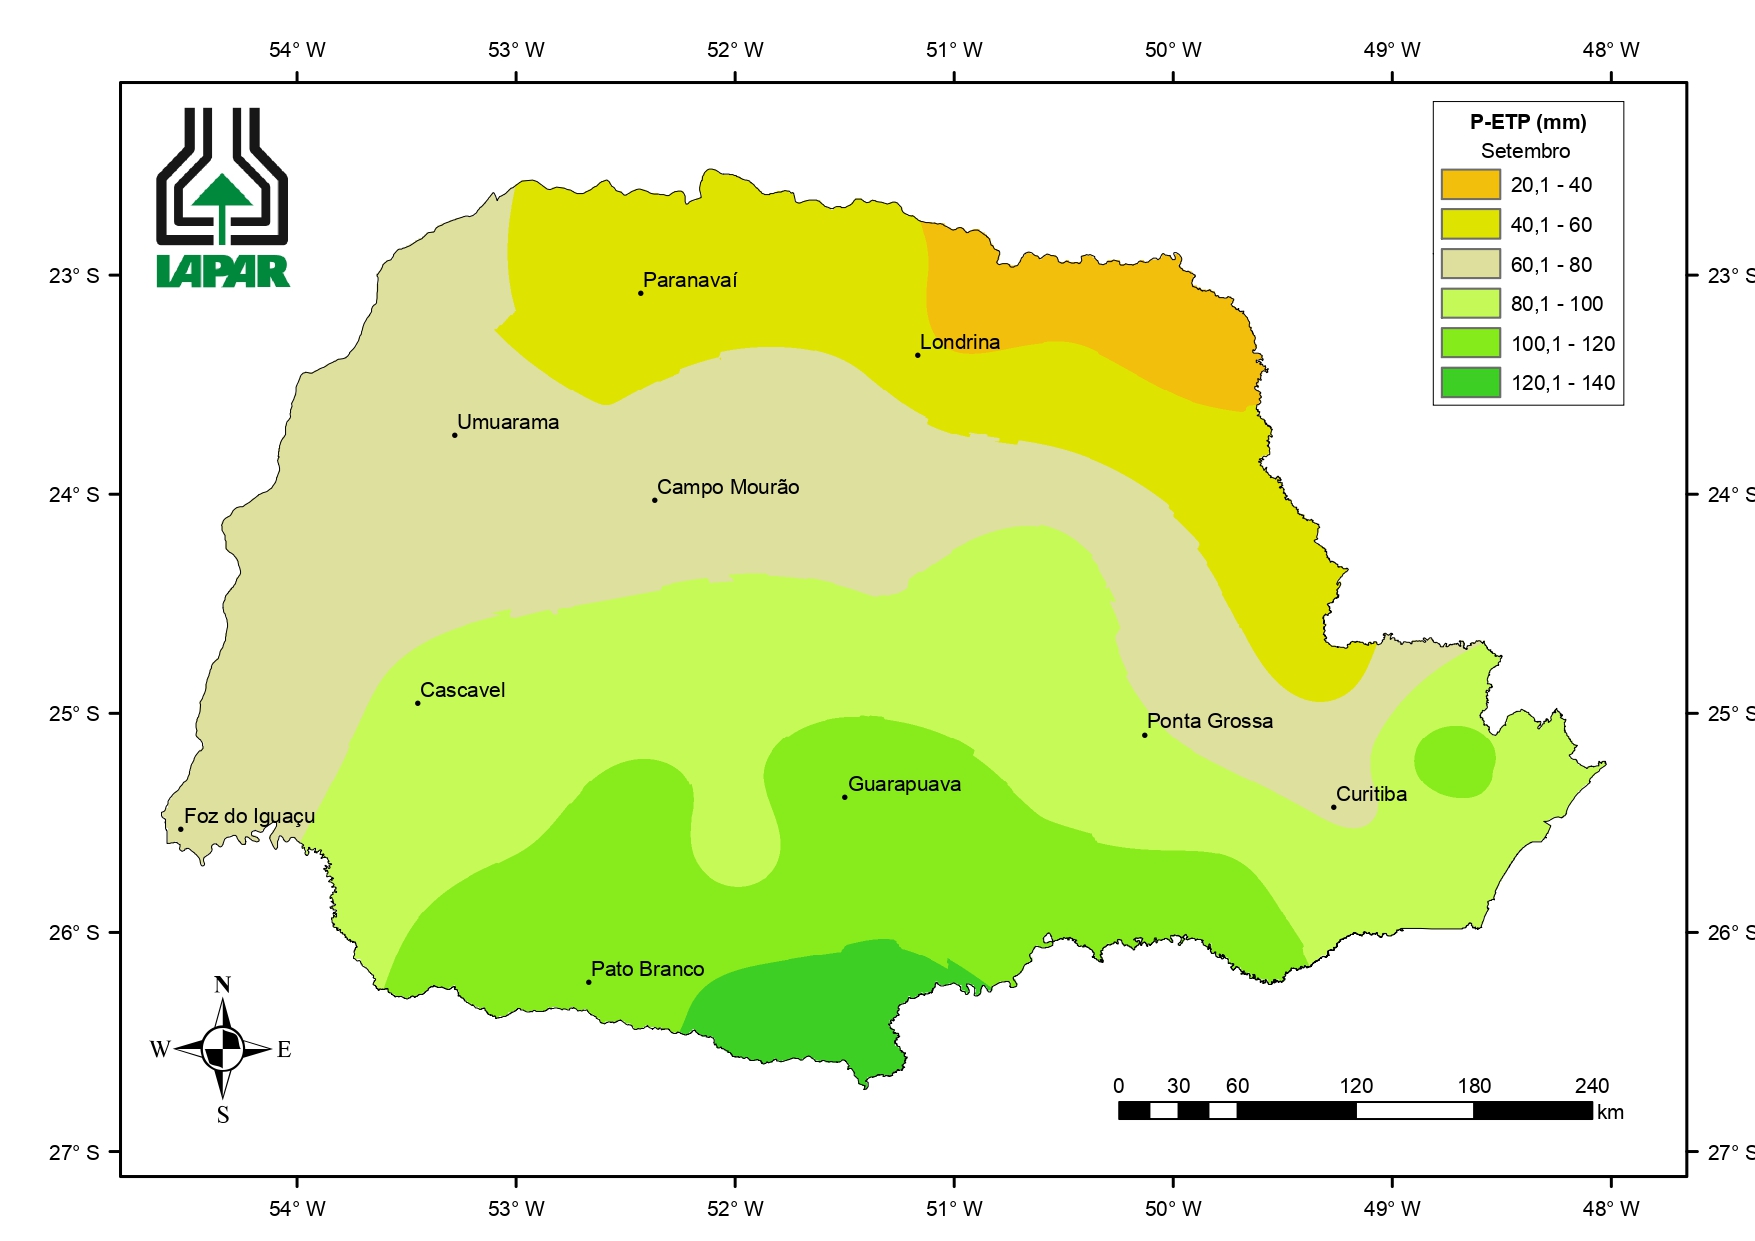 54° W 53° W 52° W 51° W 50° W 49° W 48° W
IAPAR
P-ETP (mm)
Setembro
20,1 - 40
40,1 - 60
60,1 - 80
80,1 - 100
100,1 - 120
120,1 - 140
23° S 23° S
Paranavaí
Londrina
Umuarama
Campo Mourão
24° S 24° S
Cascavel
25° S 25° S
Ponta Grossa
Guarapuava
Curitiba
Foz do Iguaçu
26° S 26° S
Pato Branco
N
W E
S
0 30 60 120 180 240
km
27° S 27° S
54° W 53° W 52° W 51° W 50° W 49° W 48° W